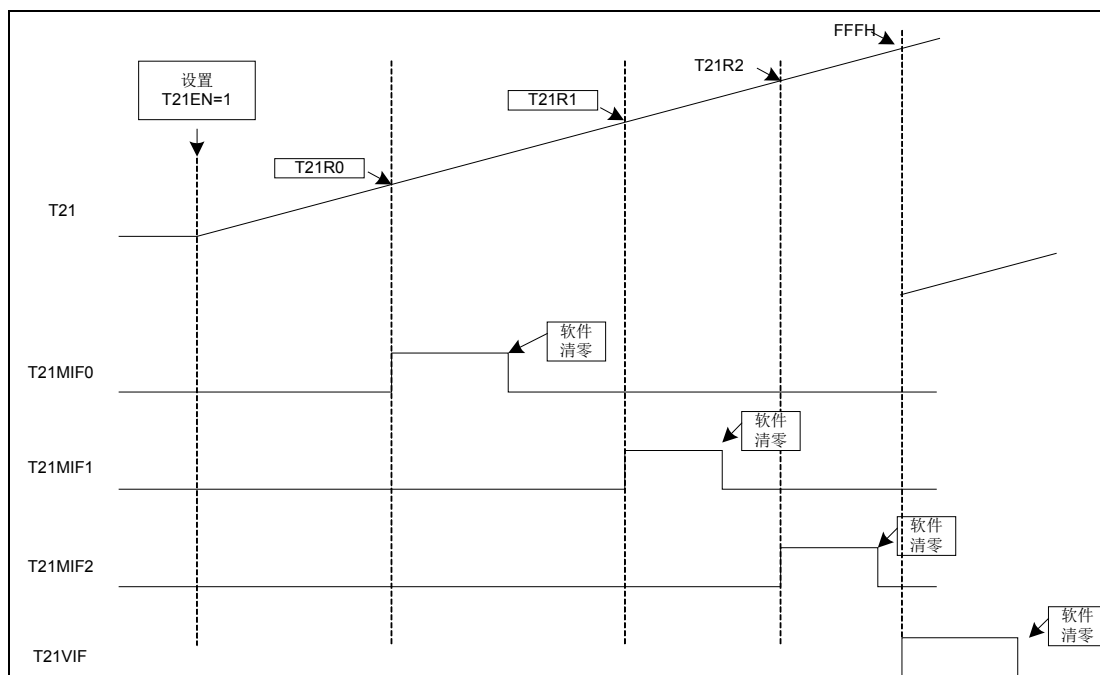 FFFH
设置
T21EN=1
T21R2
T21R1
T21R0
T21
软件
清零
T21MIF0
软件
清零
T21MIF1
软件
清零
T21MIF2
软件
清零
T21VIF